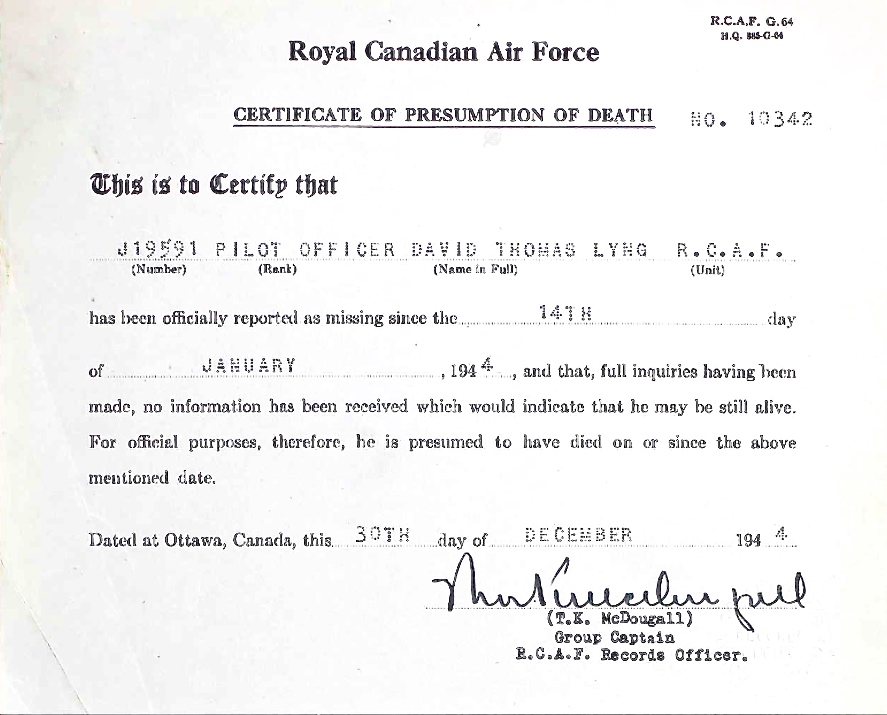 R.C.A.F. G.64
H.Q. 885-G-64
Royal Canadian Air Force
CERTIFICATE OF PRESUMPTION OF DEATH NO. 10342
This is to Certify that
J19591 PILOT OFFICER DAVID THOMAS LYNG R.C.A.F.
(Number) (Rank) (Name in Full) (Unit)
has been officially reported as missing since the 14TH day
of JANUARY, 1944, and that, full inquiries having been
made, no information has been received which would indicate that he may be still alive.
For official purposes, therefore, he is presumed to have died on or since the above
mentioned date.
Dated at Ottawa, Canada, this 30TH day of DECEMBER 1944
(T.K. McDougall)
Group Captain
R.C.A.F. Records Officer.